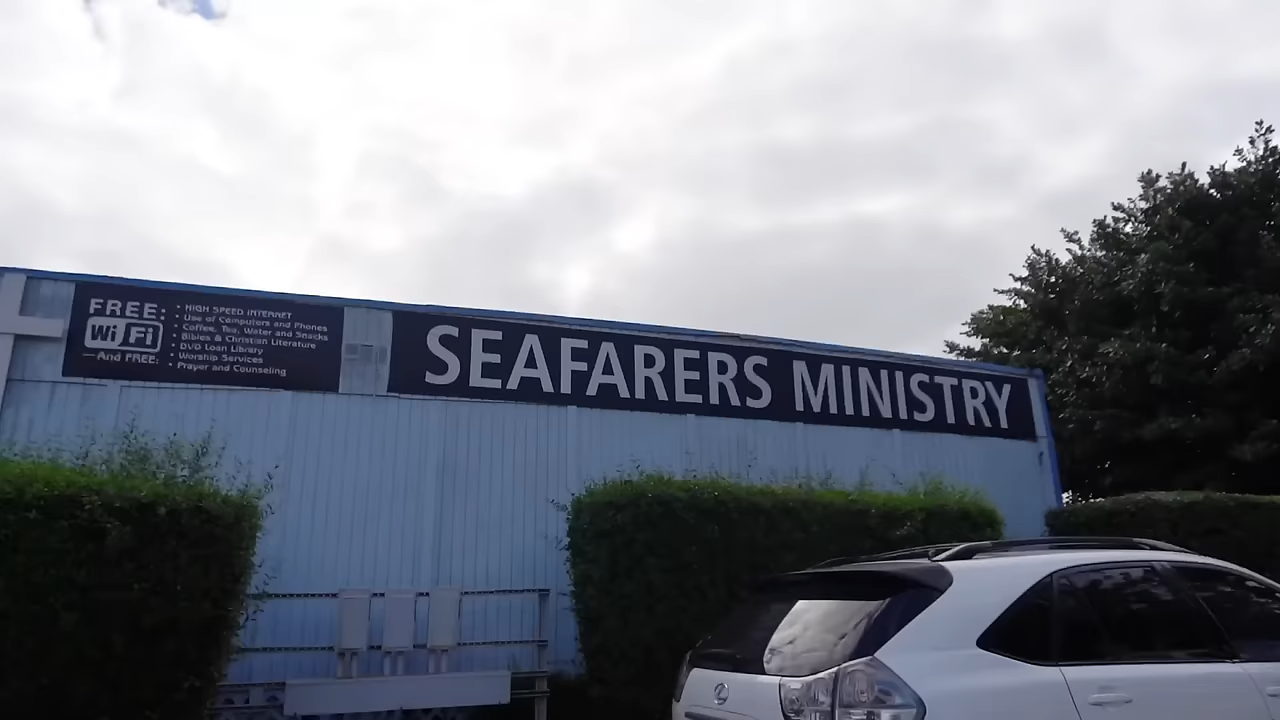 FREE:
Wi Fi
—And FREE:
• HIGH SPEED INTERNET
• Use of Computers and Phones
• Coffee, Tea, Water and Snacks
• Bibles & Christian Literature
• DVD Loan Library
• Worship Services
• Prayer and Counseling
SEAFARERS MINISTRY